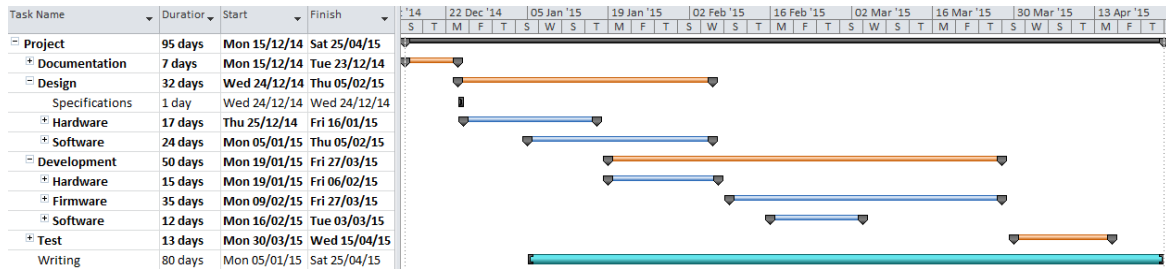 Task Name Duration Start Finish '14 22 Dec '14 05 Jan '15 19 Jan '15 02 Feb '15 16 Feb '15 02 Mar '15 16 Mar '15 30 Mar '15 13 Apr '15
S T M F T S W S T M F T S W S T M F T S W S T M F T S W S T M F T
Project 95 days Mon 15/12/14 Sat 25/04/15
Documentation 7 days Mon 15/12/14 Tue 23/12/14
Design 32 days Wed 24/12/14 Thu 05/02/15
Specifications 1 day Wed 24/12/14 Wed 24/12/14
Hardware 17 days Thu 25/12/14 Fri 16/01/15
Software 24 days Mon 05/01/15 Thu 05/02/15
Development 50 days Mon 19/01/15 Fri 27/03/15
Hardware 15 days Mon 19/01/15 Fri 06/02/15
Firmware 35 days Mon 09/02/15 Fri 27/03/15
Software 12 days Mon 16/02/15 Tue 03/03/15
Test 13 days Mon 30/03/15 Wed 15/04/15
Writing 80 days Mon 05/01/15 Sat 25/04/15